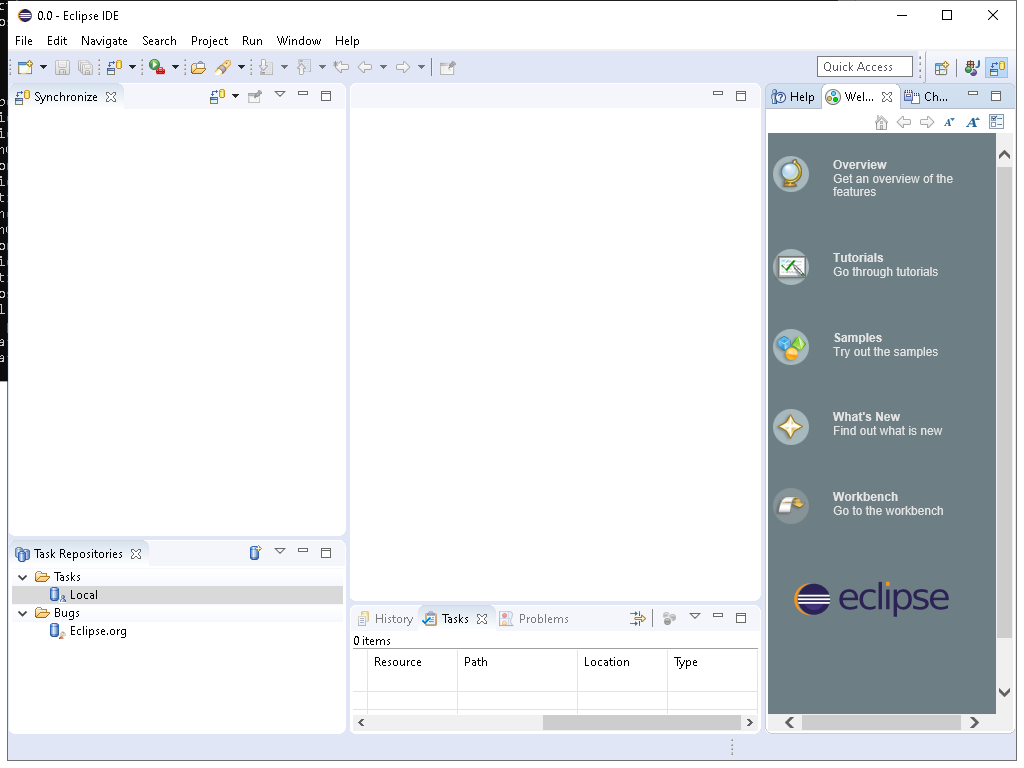 0.0 - Eclipse IDE
File Edit Navigate Search Project Run Window Help
Quick Access
Synchronize
Help Wel... Ch...
Overview
Get an overview of the
features
Tutorials
Go through tutorials
Samples
Try out the samples
What's New
Find out what is new
Workbench
Go to the workbench
eclipse
Task Repositories
Tasks
Local
Bugs
Eclipse.org
History Tasks Problems
0 items
Resource Path Location Type